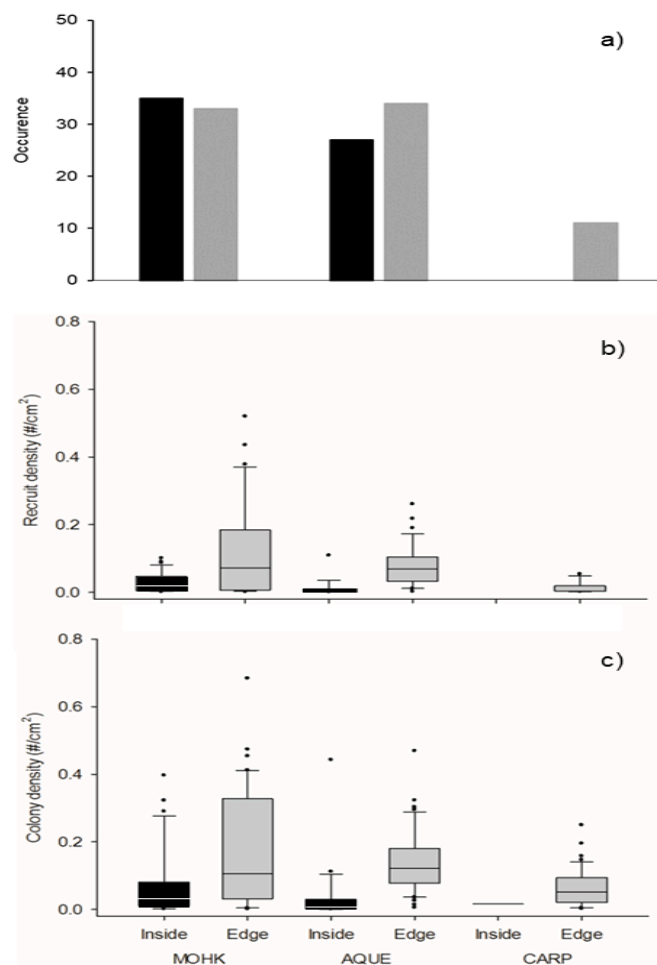 a)
50
40
30
20
10
0
Occurence
b)
0.8
0.6
0.4
0.2
0.0
Recruit density (#/cm²)
c)
0.8
0.6
0.4
0.2
0.0
Colony density (#/cm²)
Inside Edge Inside Edge Inside Edge
MOHK AQUE CARP